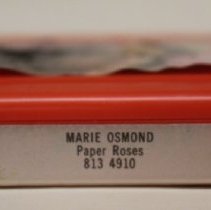 MARIE OSMOND
Paper Roses
813 4910